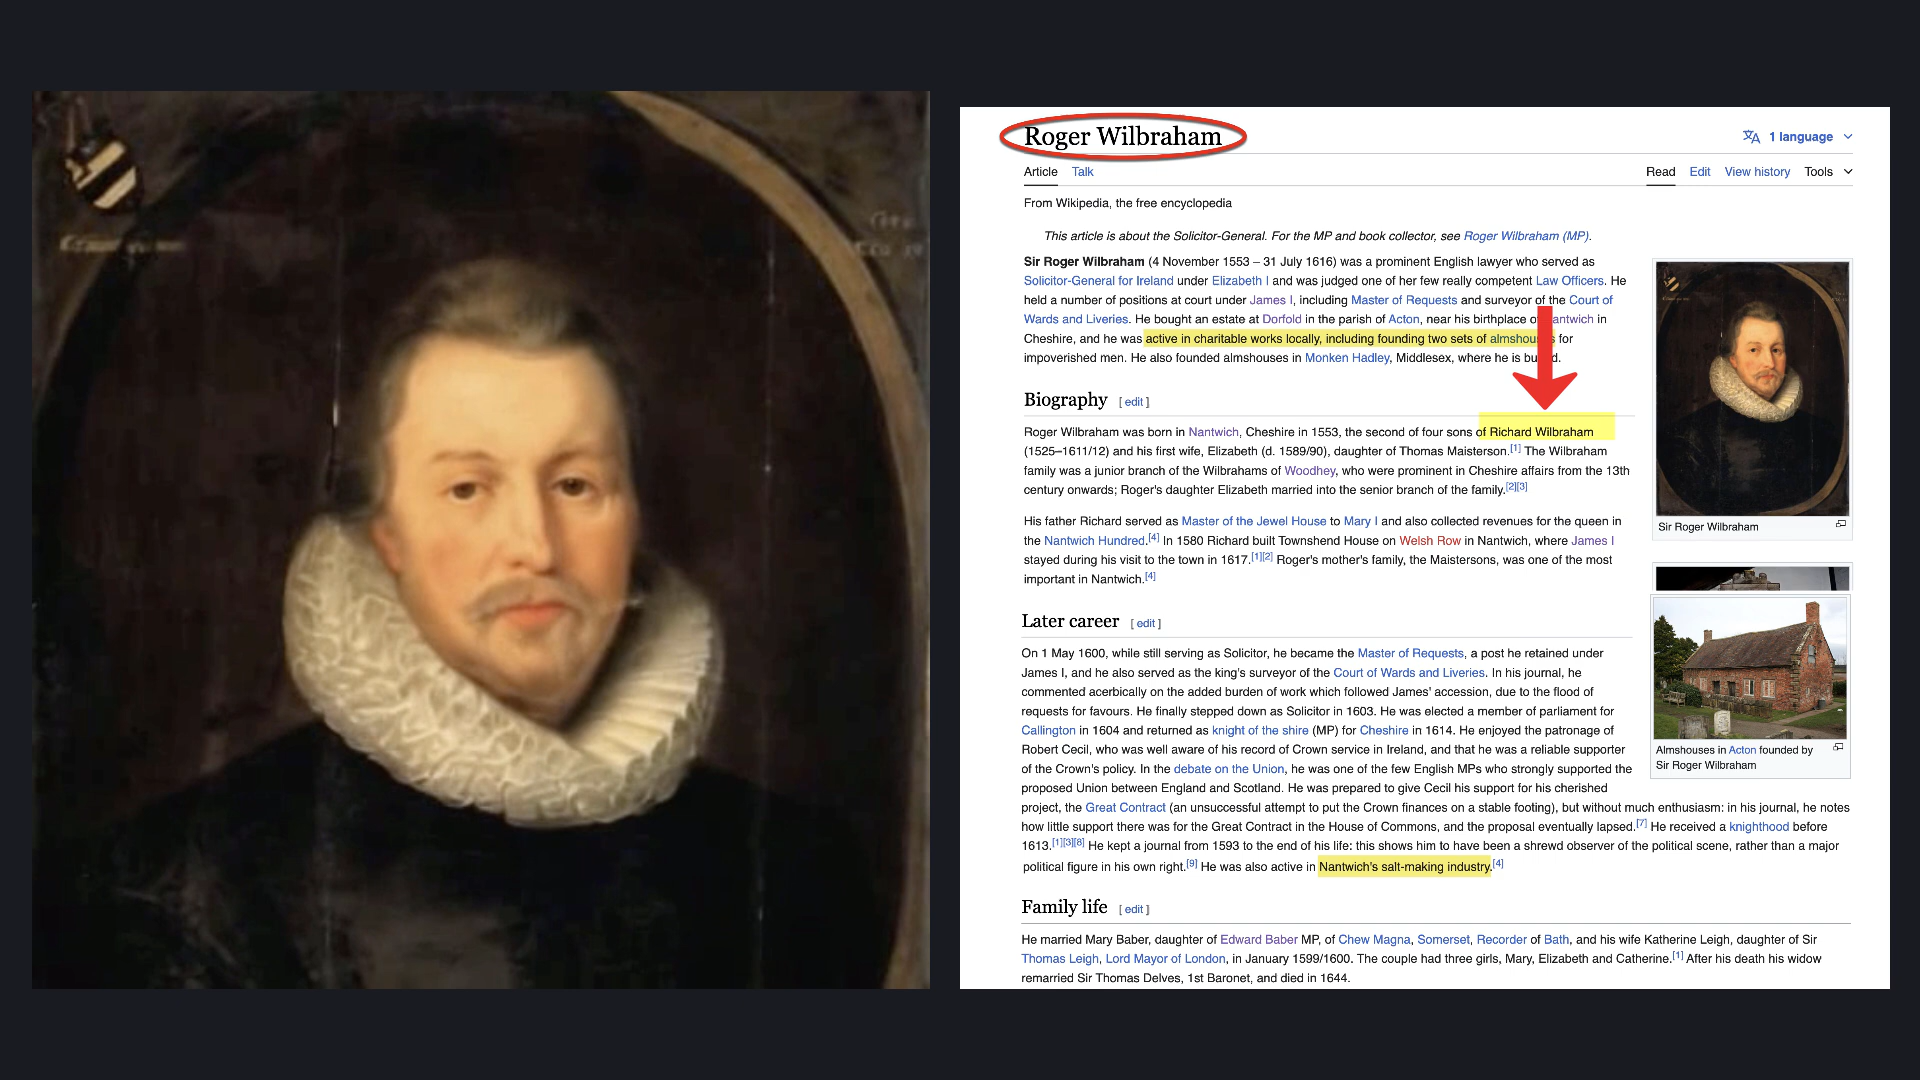 Roger Wilbraham
1 language
Article Talk
Read Edit View history Tools
From Wikipedia, the free encyclopedia
This article is about the Solicitor-General. For the MP and book collector, see Roger Wilbraham (MP).
Sir Roger Wilbraham (4 November 1553 – 31 July 1616) was a prominent English lawyer who served as
Solicitor-General for Ireland under Elizabeth I and was judged one of her few really competent Law Officers. He
held a number of positions at court under James I, including Master of Requests and surveyor of the Court of
Wards and Liveries. He bought an estate at Dorfold in the parish of Acton, near his birthplace of in
Cheshire, and he was active in charitable works locally, including founding two sets of for
impoverished men. He also founded almshouses in Monken Hadley, Middlesex, where he is
Sir Roger Wilbraham
Biography [ edit ]
Roger Wilbraham was born in Nantwich, Cheshire in 1553, the second of four sons of Richard Wilbraham
(1525–1611/12) and his first wife, Elizabeth (d. 1589/90), daughter of Thomas Maisterson.[1] The Wilbraham
family was a junior branch of the Wilbrahams of Woodhey, who were prominent in Cheshire affairs from the 13th
century onwards; Roger's daughter Elizabeth married into the senior branch of the family.[2][3]
His father Richard served as Master of the Jewel House to Mary I and also collected revenues for the queen in
the Nantwich Hundred.[4] In 1580 Richard built Townshend House on Welsh Row in Nantwich, where James I
stayed during his visit to the town in 1617.[1][2] Roger's mother's family, the Maistersons, was one of the most
important in Nantwich.[4]
Later career [ edit ]
On 1 May 1600, while still serving as Solicitor, he became the Master of Requests, a post he retained under
James I, and he also served as the king's surveyor of the Court of Wards and Liveries. In his journal, he
commented acerbically on the added burden of work which followed James' accession, due to the flood of
requests for favours. He finally stepped down as Solicitor in 1603. He was elected a member of parliament for
Callington in 1604 and returned as knight of the shire (MP) for Cheshire in 1614. He enjoyed the patronage of
Robert Cecil, who was well aware of his record of Crown service in Ireland, and that he was a reliable supporter
of the Crown's policy. In the debate on the Union, he was one of the few English MPs who strongly supported the
proposed Union between England and Scotland. He was prepared to give Cecil his support for his cherished
project, the Great Contract (an unsuccessful attempt to put the Crown finances on a stable footing), but without much enthusiasm: in his journal, he notes
how little support there was for the Great Contract in the House of Commons, and the proposal eventually lapsed.[7] He received a knighthood before
1613.[1][3][8] He kept a journal from 1593 to the end of his life: this shows him to have been a shrewd observer of the political scene, rather than a major
political figure in his own right.[9] He was also active in Nantwich's salt-making industry.[4]
Almshouses in Acton founded by
Sir Roger Wilbraham
Family life [ edit ]
He married Mary Baber, daughter of Edward Baber MP, of Chew Magna, Somerset, Recorder of Bath, and his wife Katherine Leigh, daughter of Sir
Thomas Leigh, Lord Mayor of London, in January 1599/1600. The couple had three girls, Mary, Elizabeth and Catherine.[1] After his death his widow
remarried Sir Thomas Delves, 1st Baronet, and died in 1644.